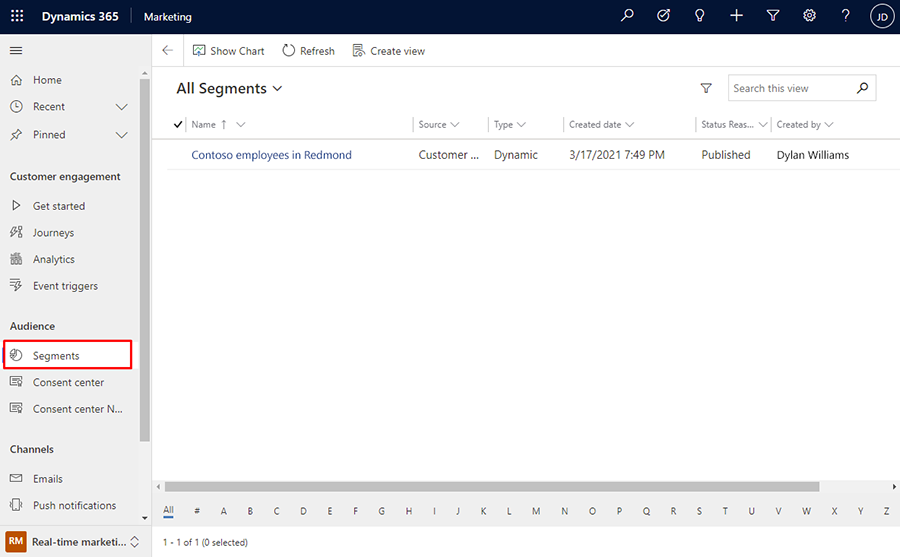 Dynamics 365 Marketing JD
Show Chart Refresh Create view
Home
Recent
Pinned
Customer engagement
Get started
Journeys
Analytics
Event triggers
Audience
Segments
Consent center
Consent center N...
Channels
Emails
Push notifications
RM Real-time marketi...
All Segments Search this view
Name Source Type Created date Status Reas... Created by
Contoso employees in Redmond Customer ... Dynamic 3/17/2021 7:49 PM Published Dylan Williams
All # A B C D E F G H I J K L M N O P Q R S T U V W X Y Z
1 - 1 of 1 (0 selected)